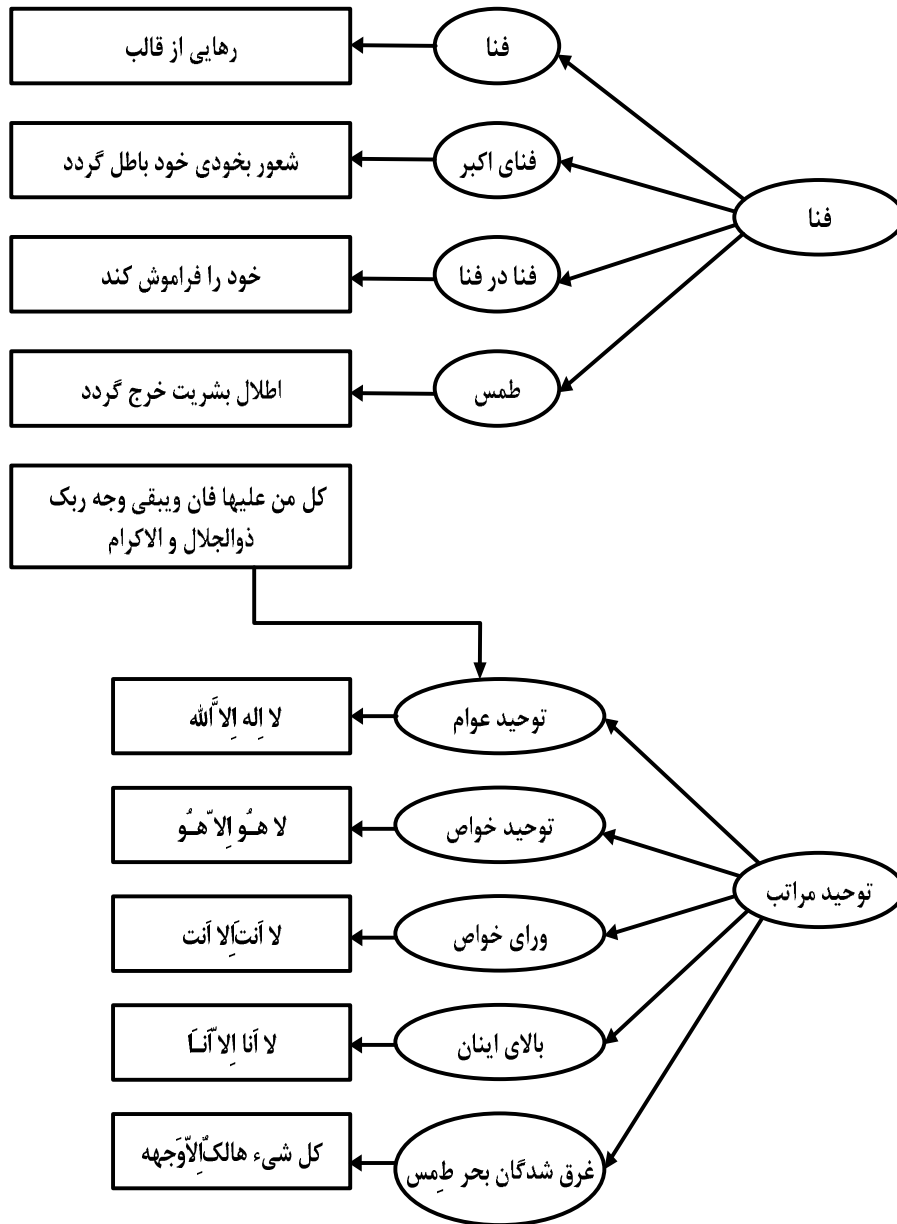 فنا
رهایی از قالب
فنای اکبر
شعور بخودی خود باطل گردد
فنا
فنا در فنا
خود را فراموش کند
طمس
اطلال بشریت خرج گردد
کل من علیها فان ویبقی وجه ربک
ذوالجلال و الاکرام
توحید عوام
لا اِله اِلا َّالله
توحید خواص
لا هـُو اِلا ّهـُو
توحید مراتب
ورای خواص
لا اَنتَ اِلا اَنت
بالای اینان
لا اَنا اِلا ّاَنـَا
غرق شدگان بحر طمِس
کل شیء هالکٌ اِلاّوَجهه